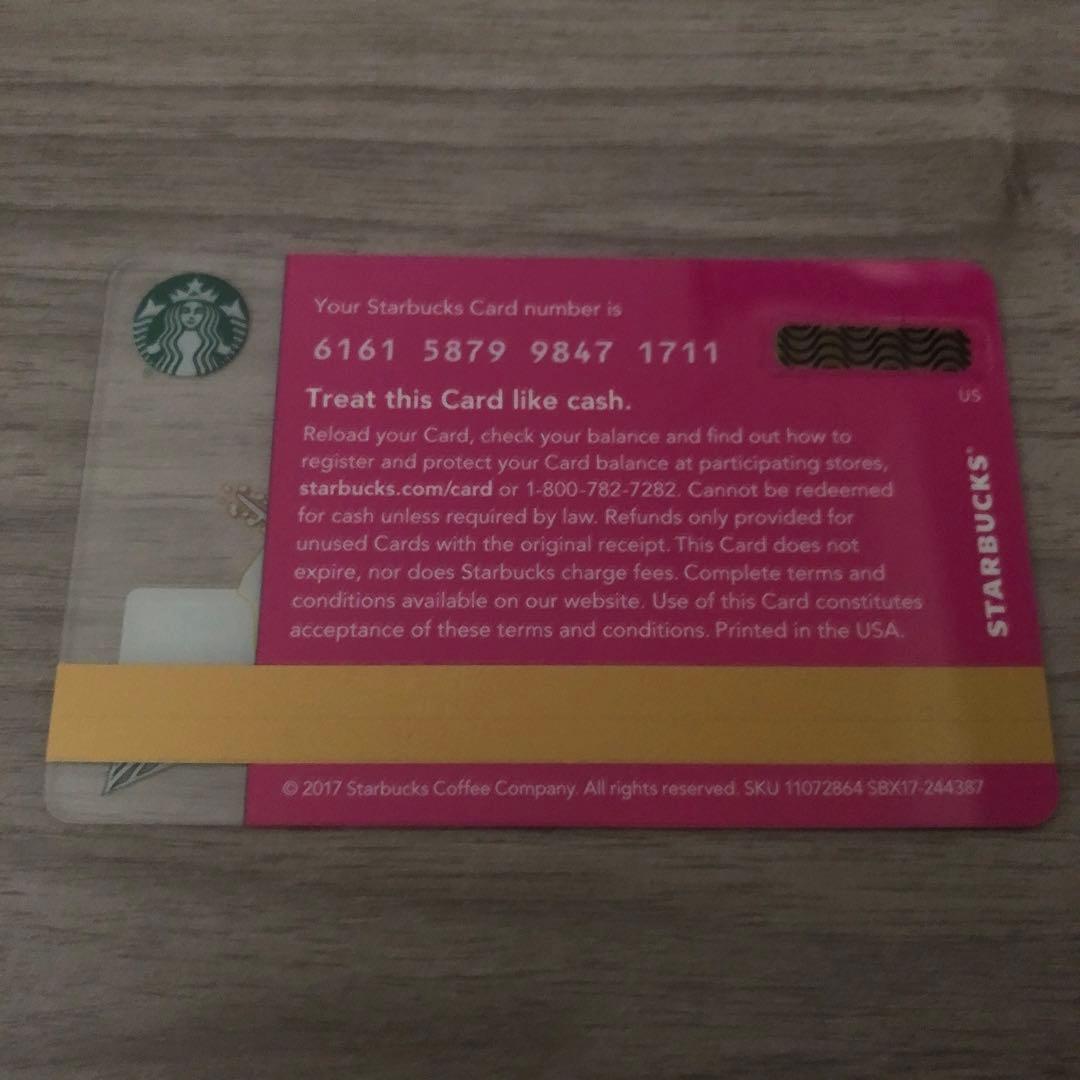 Your Starbucks Card number is
6161 5879 9847 1711
Treat this Card like cash.
US
Reload your Card, check your balance and find out how to
register and protect your Card balance at participating stores,
starbucks.com/card or 1-800-782-7282. Cannot be redeemed
for cash unless required by law. Refunds only provided for
unused Cards with the original receipt. This Card does not
expire, nor does Starbucks charge fees. Complete terms and
conditions available on our website. Use of this Card constitutes
acceptance of these terms and conditions. Printed in the USA.
STARBUCKS®
© 2017 Starbucks Coffee Company. All rights reserved. SKU 11072864 SBX17-244387